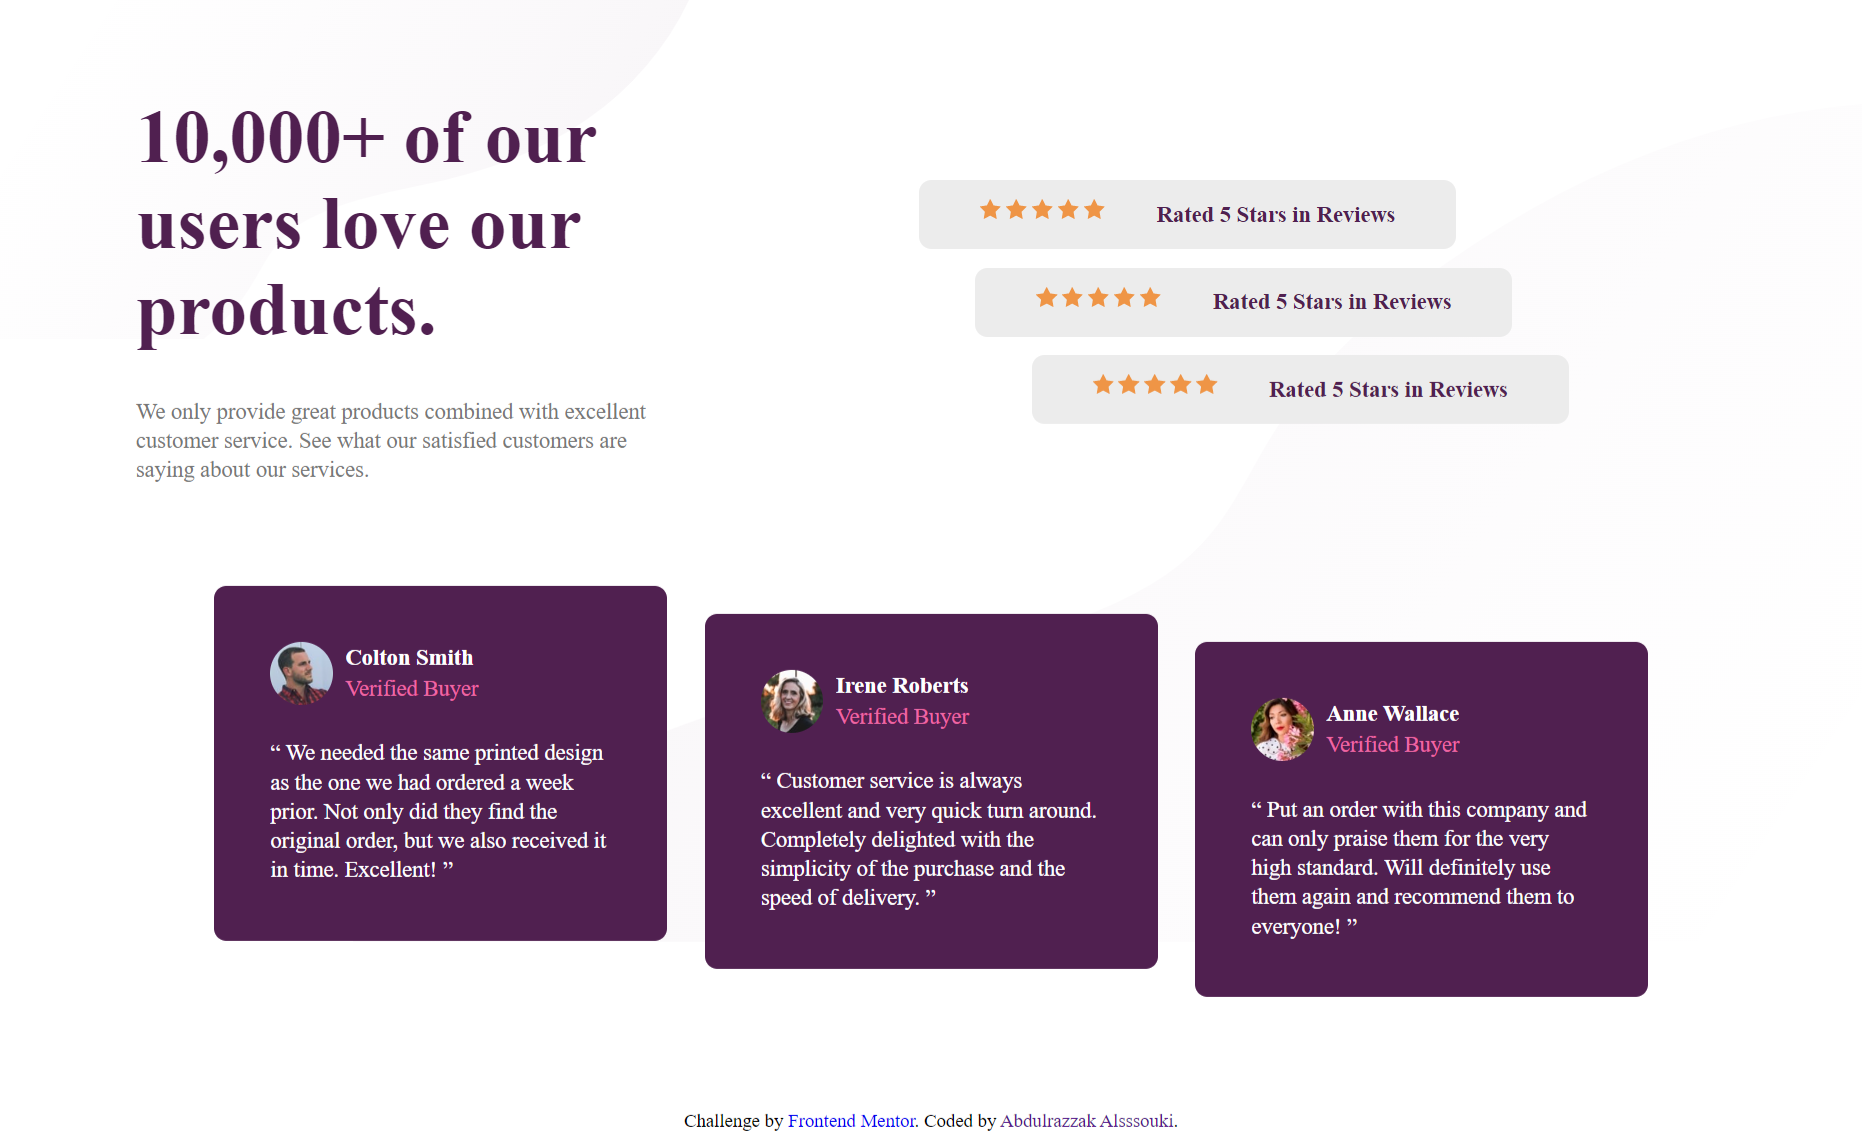 10,000+ of our
users love our
products.
We only provide great products combined with excellent
customer service. See what our satisfied customers are
saying about our services.
Rated 5 Stars in Reviews
Rated 5 Stars in Reviews
Rated 5 Stars in Reviews
Colton Smith
Verified Buyer
“ We needed the same printed design
as the one we had ordered a week
prior. Not only did they find the
original order, but we also received it
in time. Excellent! ”
Irene Roberts
Verified Buyer
“ Customer service is always
excellent and very quick turn around.
Completely delighted with the
simplicity of the purchase and the
speed of delivery. ”
Anne Wallace
Verified Buyer
“ Put an order with this company and
can only praise them for the very
high standard. Will definitely use
them again and recommend them to
everyone! ”
Challenge by Frontend Mentor. Coded by Abdulrazzak Alsssouki.